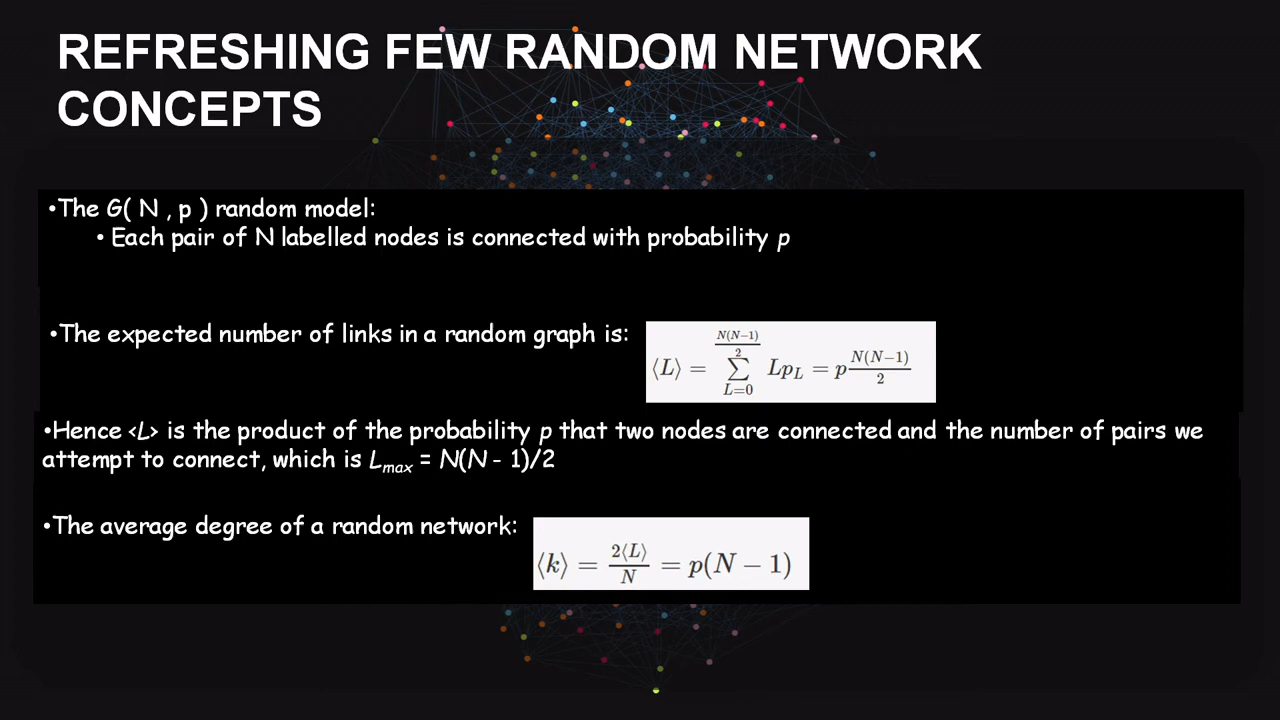 REFRESHING FEW RANDOM NETWORK
CONCEPTS
•The G( N , p ) random model:
• Each pair of N labelled nodes is connected with probability p
•The expected number of links in a random graph is:
⟨L⟩ = ∑_{L=0}^{N(N−1)/2} Lp_L = p N(N−1)/2
•Hence <L> is the product of the probability p that two nodes are connected and the number of pairs we
attempt to connect, which is L_max = N(N - 1)/2
•The average degree of a random network:
⟨k⟩ = 2⟨L⟩/N = p(N − 1)